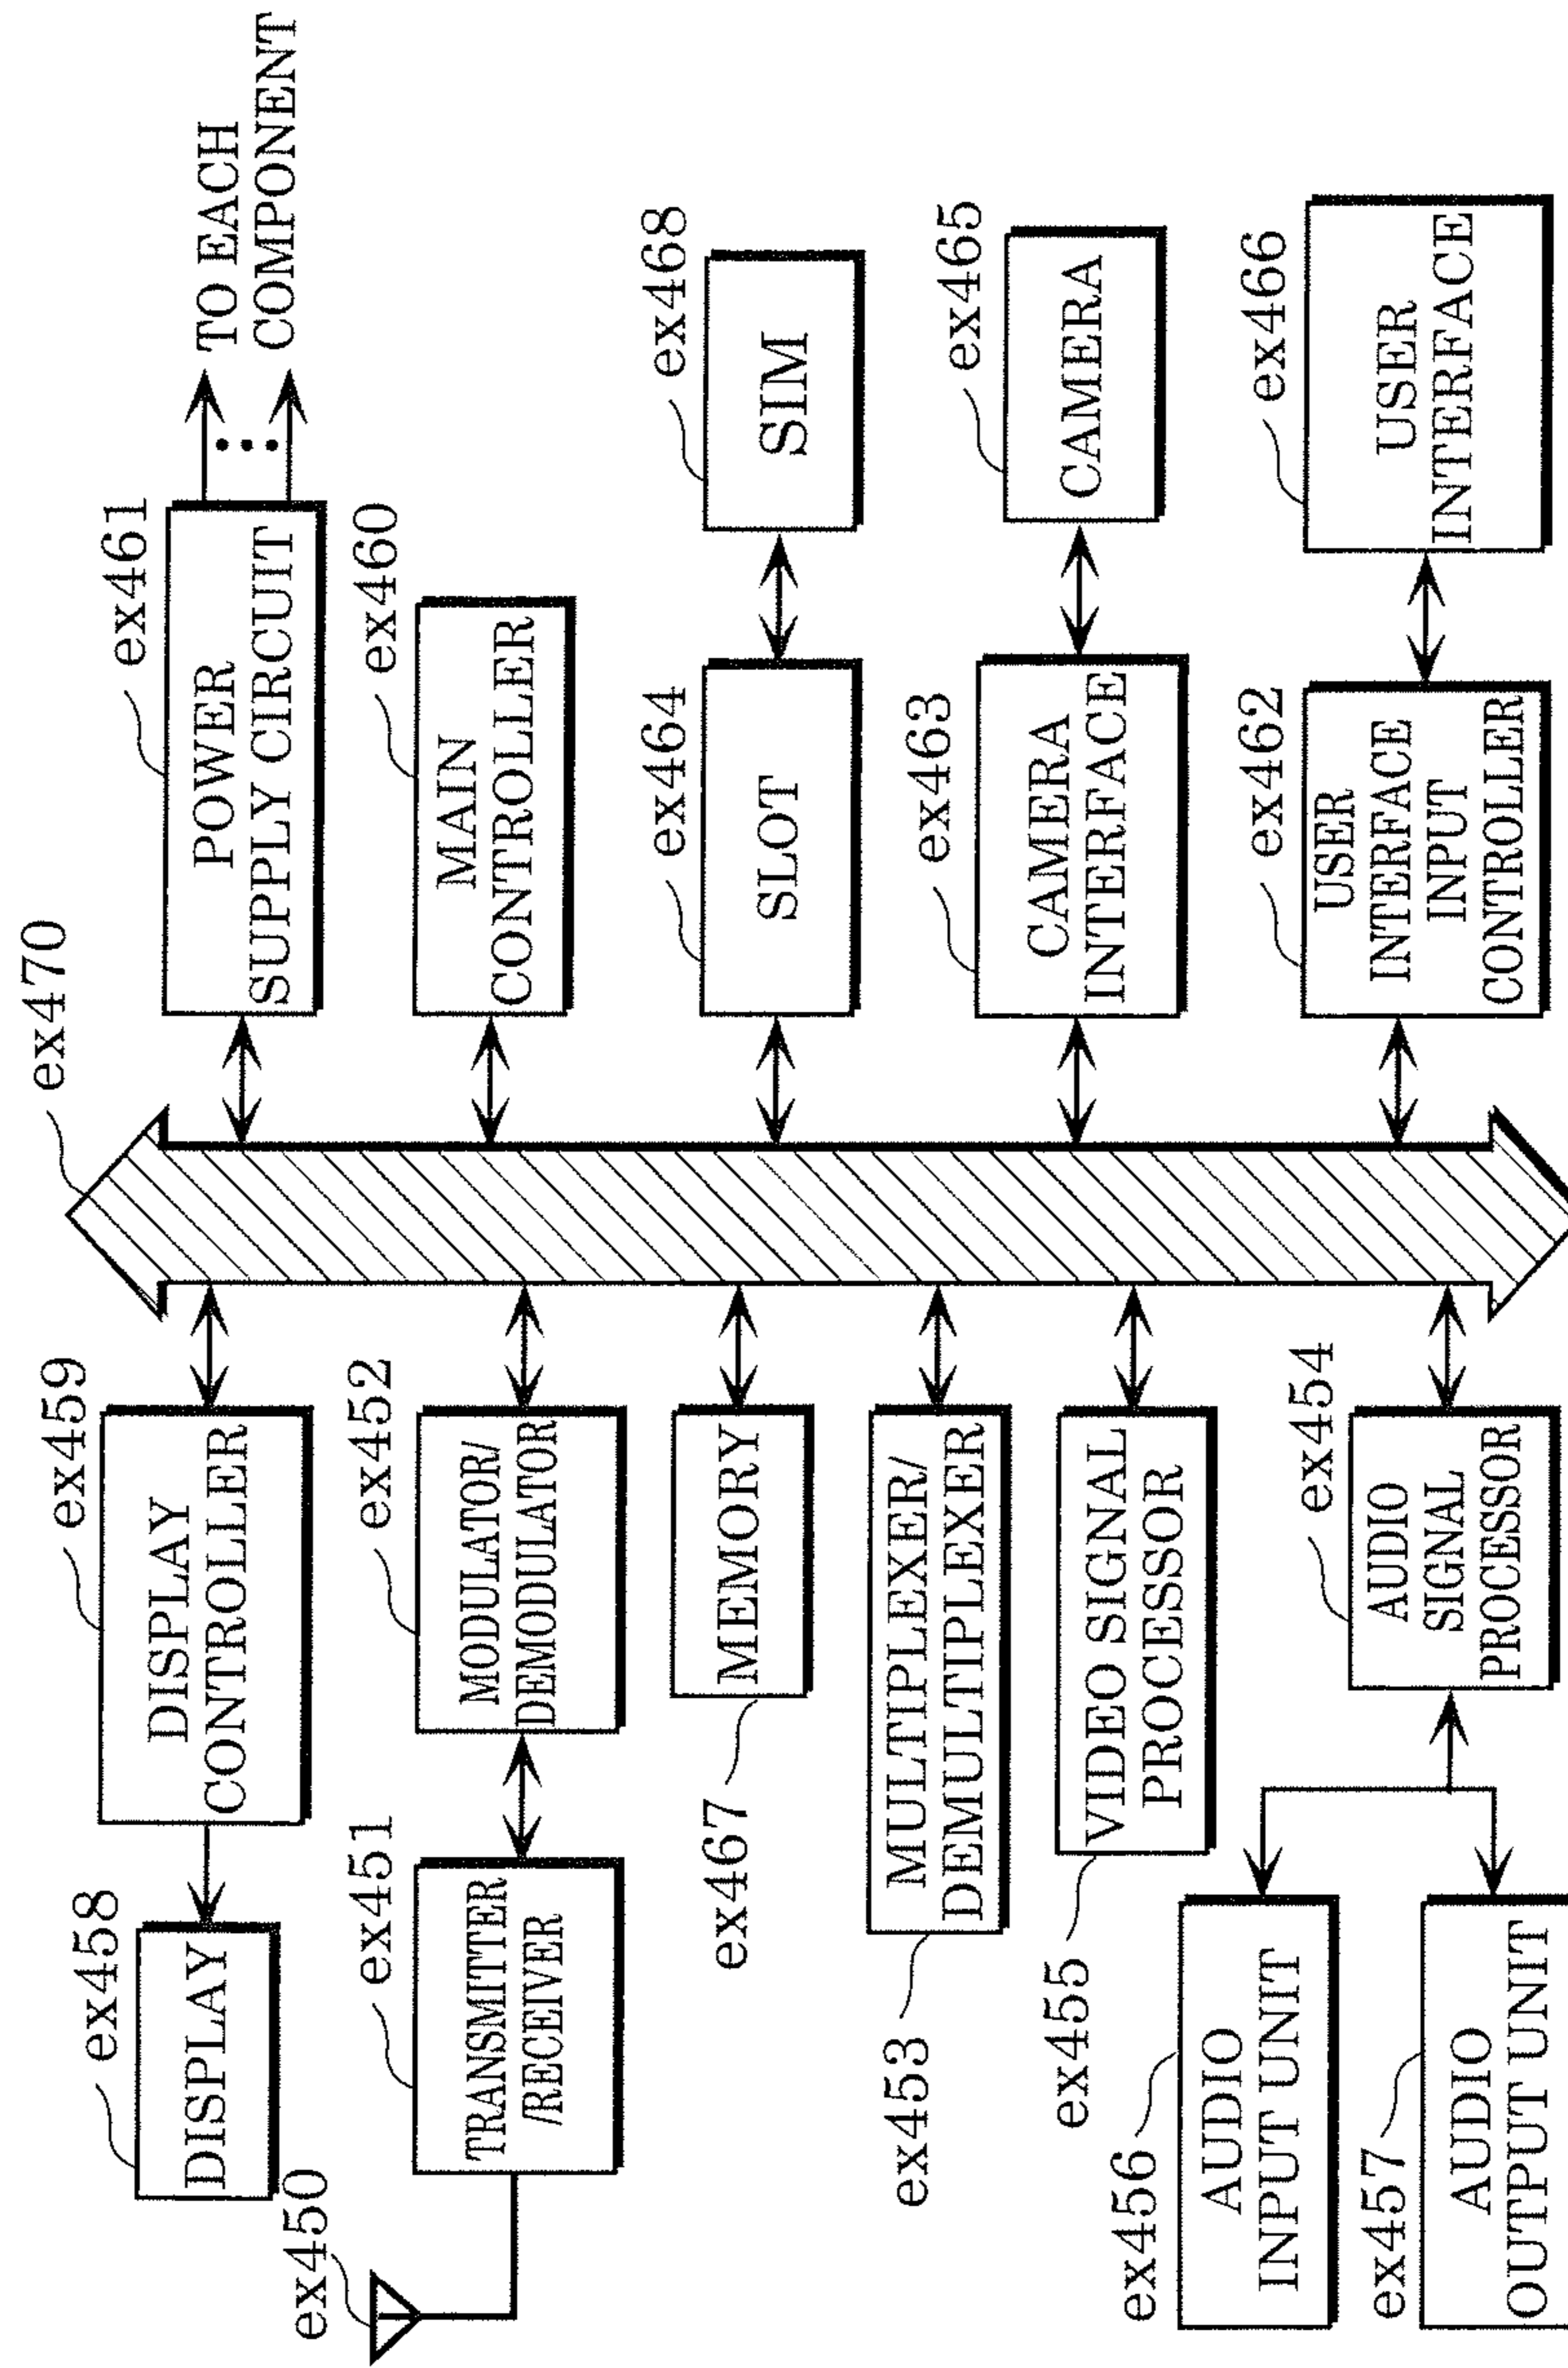 ex470
ex459
DISPLAY
CONTROLLER
ex458
DISPLAY
ex461
POWER
SUPPLY CIRCUIT
TO EACH
COMPONENT
ex450
ex451
TRANSMITTER
/RECEIVER
ex452
MODULATOR/
DEMODULATOR
ex460
MAIN
CONTROLLER
ex467
MEMORY
ex464
SLOT
ex468
SIM
ex453
MULTIPLEXER/
DEMULTIPLEXER
ex463
CAMERA
INTERFACE
ex465
CAMERA
ex455
VIDEO SIGNAL
PROCESSOR
ex456
AUDIO
INPUT UNIT
ex454
AUDIO
SIGNAL
PROCESSOR
ex462
USER
INTERFACE
INPUT
CONTROLLER
ex466
USER
INTERFACE
ex457
AUDIO
OUTPUT UNIT